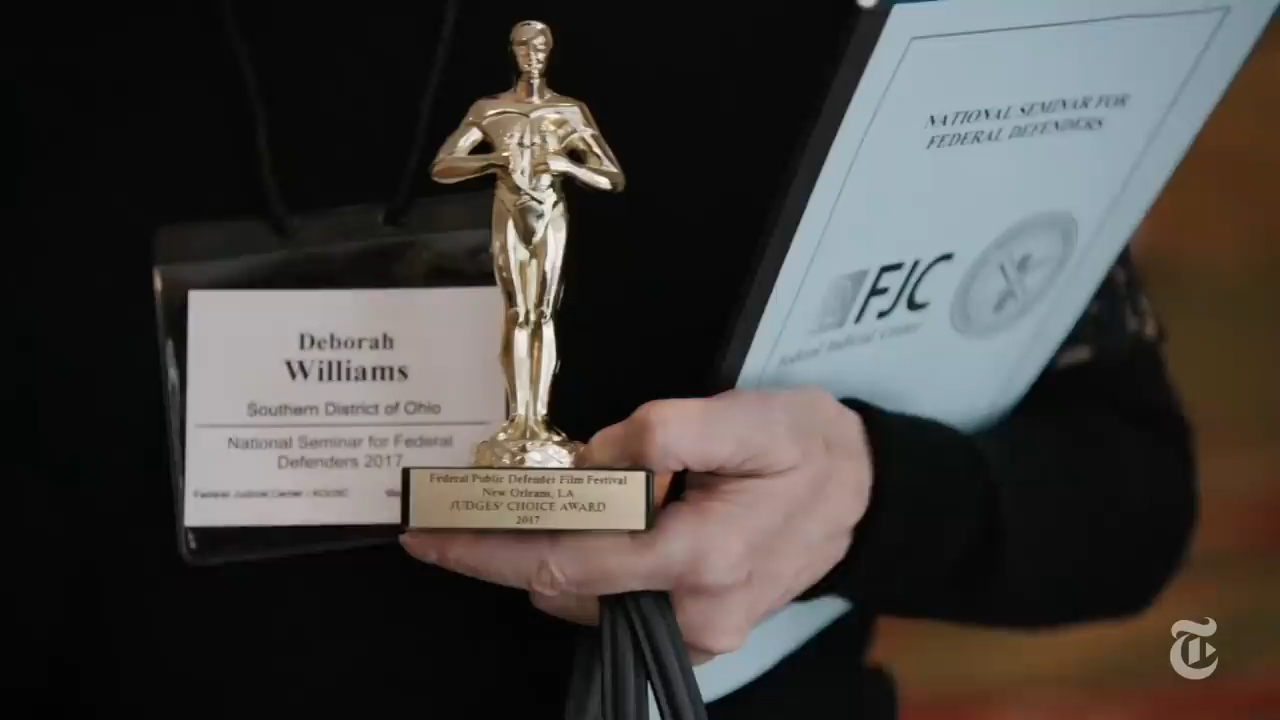 Deborah
Williams
Southern District of Ohio
National Seminar for Federal
Defenders 2017
Federal Judicial Center
Federal Public Defender Film Festival
New Orleans, LA
JUDGES' CHOICE AWARD
2017
NATIONAL SEMINAR FOR
FEDERAL DEFENDERS
FJC
Federal Judicial Center
T